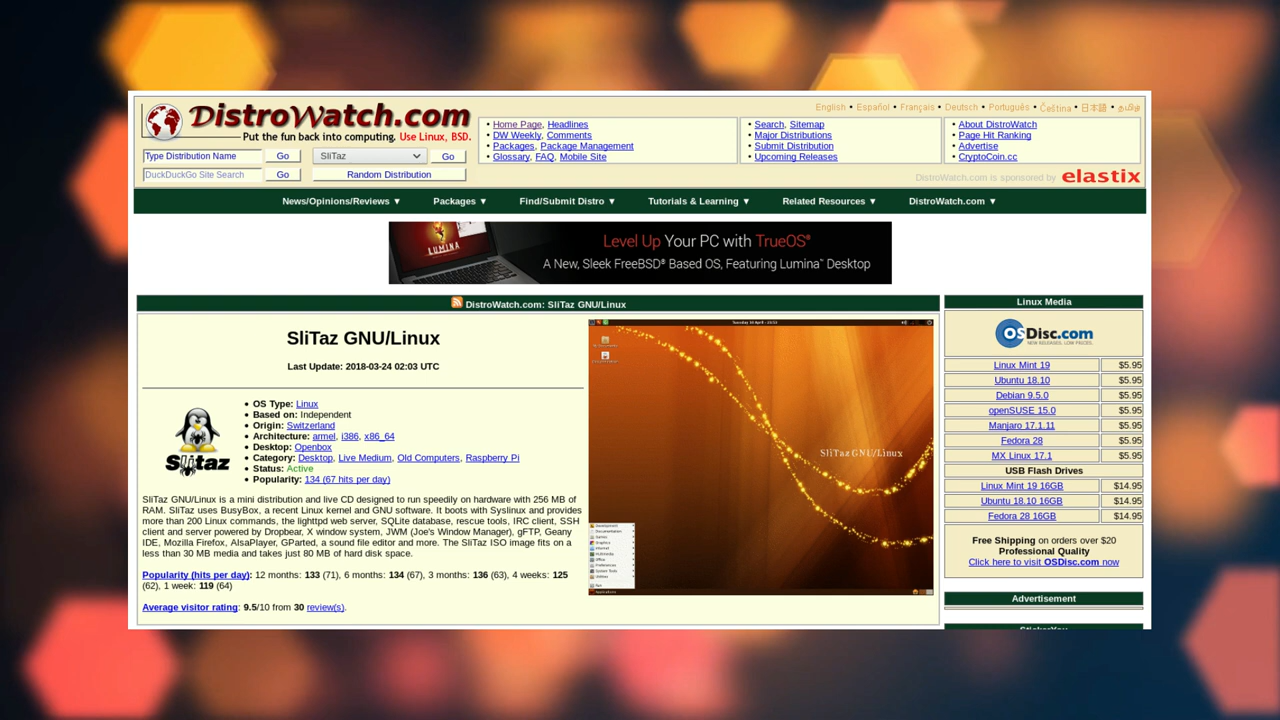 DistroWatch.com
Put the fun back into computing. Use Linux, BSD.
English • Español • Français • Deutsch • Português • Čeština • 日本語 • தமிழ்
Type Distribution Name Go SliTaz Go
DuckDuckGo Site Search Go Random Distribution
• Home Page, Headlines
• DW Weekly, Comments
• Packages, Package Management
• Glossary, FAQ, Mobile Site
• Search, Sitemap
• Major Distributions
• Submit Distribution
• Upcoming Releases
• About DistroWatch
• Page Hit Ranking
• Advertise
• CryptoCoin.cc
DistroWatch.com is sponsored by elastix
News/Opinions/Reviews ▼ Packages ▼ Find/Submit Distro ▼ Tutorials & Learning ▼ Related Resources ▼ DistroWatch.com ▼
LUMINA
Level Up Your PC with TrueOS®
A New, Sleek FreeBSD® Based OS, Featuring Lumina™ Desktop
DistroWatch.com: SliTaz GNU/Linux
SliTaz GNU/Linux
Last Update: 2018-03-24 02:03 UTC
Slitaz
• OS Type: Linux
• Based on: Independent
• Origin: Switzerland
• Architecture: armel, i386, x86_64
• Desktop: Openbox
• Category: Desktop, Live Medium, Old Computers, Raspberry Pi
• Status: Active
• Popularity: 134 (67 hits per day)
SliTaz GNU/Linux is a mini distribution and live CD designed to run speedily on hardware with 256 MB of
RAM. SliTaz uses BusyBox, a recent Linux kernel and GNU software. It boots with Syslinux and provides
more than 200 Linux commands, the lighttpd web server, SQLite database, rescue tools, IRC client, SSH
client and server powered by Dropbear, X window system, JWM (Joe's Window Manager), gFTP, Geany
IDE, Mozilla Firefox, AlsaPlayer, GParted, a sound file editor and more. The SliTaz ISO image fits on a
less than 30 MB media and takes just 80 MB of hard disk space.
Popularity (hits per day): 12 months: 133 (71), 6 months: 134 (67), 3 months: 136 (63), 4 weeks: 125
(62), 1 week: 119 (64)
Average visitor rating: 9.5/10 from 30 review(s).
SliTaz GNU/Linux
Development
Documentation
Games
Graphics
Internet
Multimedia
Office
Preferences
System Tools
Utilities
Run
Linux Media
OSDisc.com
NEW RELEASES. LOW PRICES.
Linux Mint 19 $5.95
Ubuntu 18.10 $5.95
Debian 9.5.0 $5.95
openSUSE 15.0 $5.95
Manjaro 17.1.11 $5.95
Fedora 28 $5.95
MX Linux 17.1 $5.95
USB Flash Drives
Linux Mint 19 16GB $14.95
Ubuntu 18.10 16GB $14.95
Fedora 28 16GB $14.95
Free Shipping on orders over $20
Professional Quality
Click here to visit OSDisc.com now
Advertisement
StickerYou